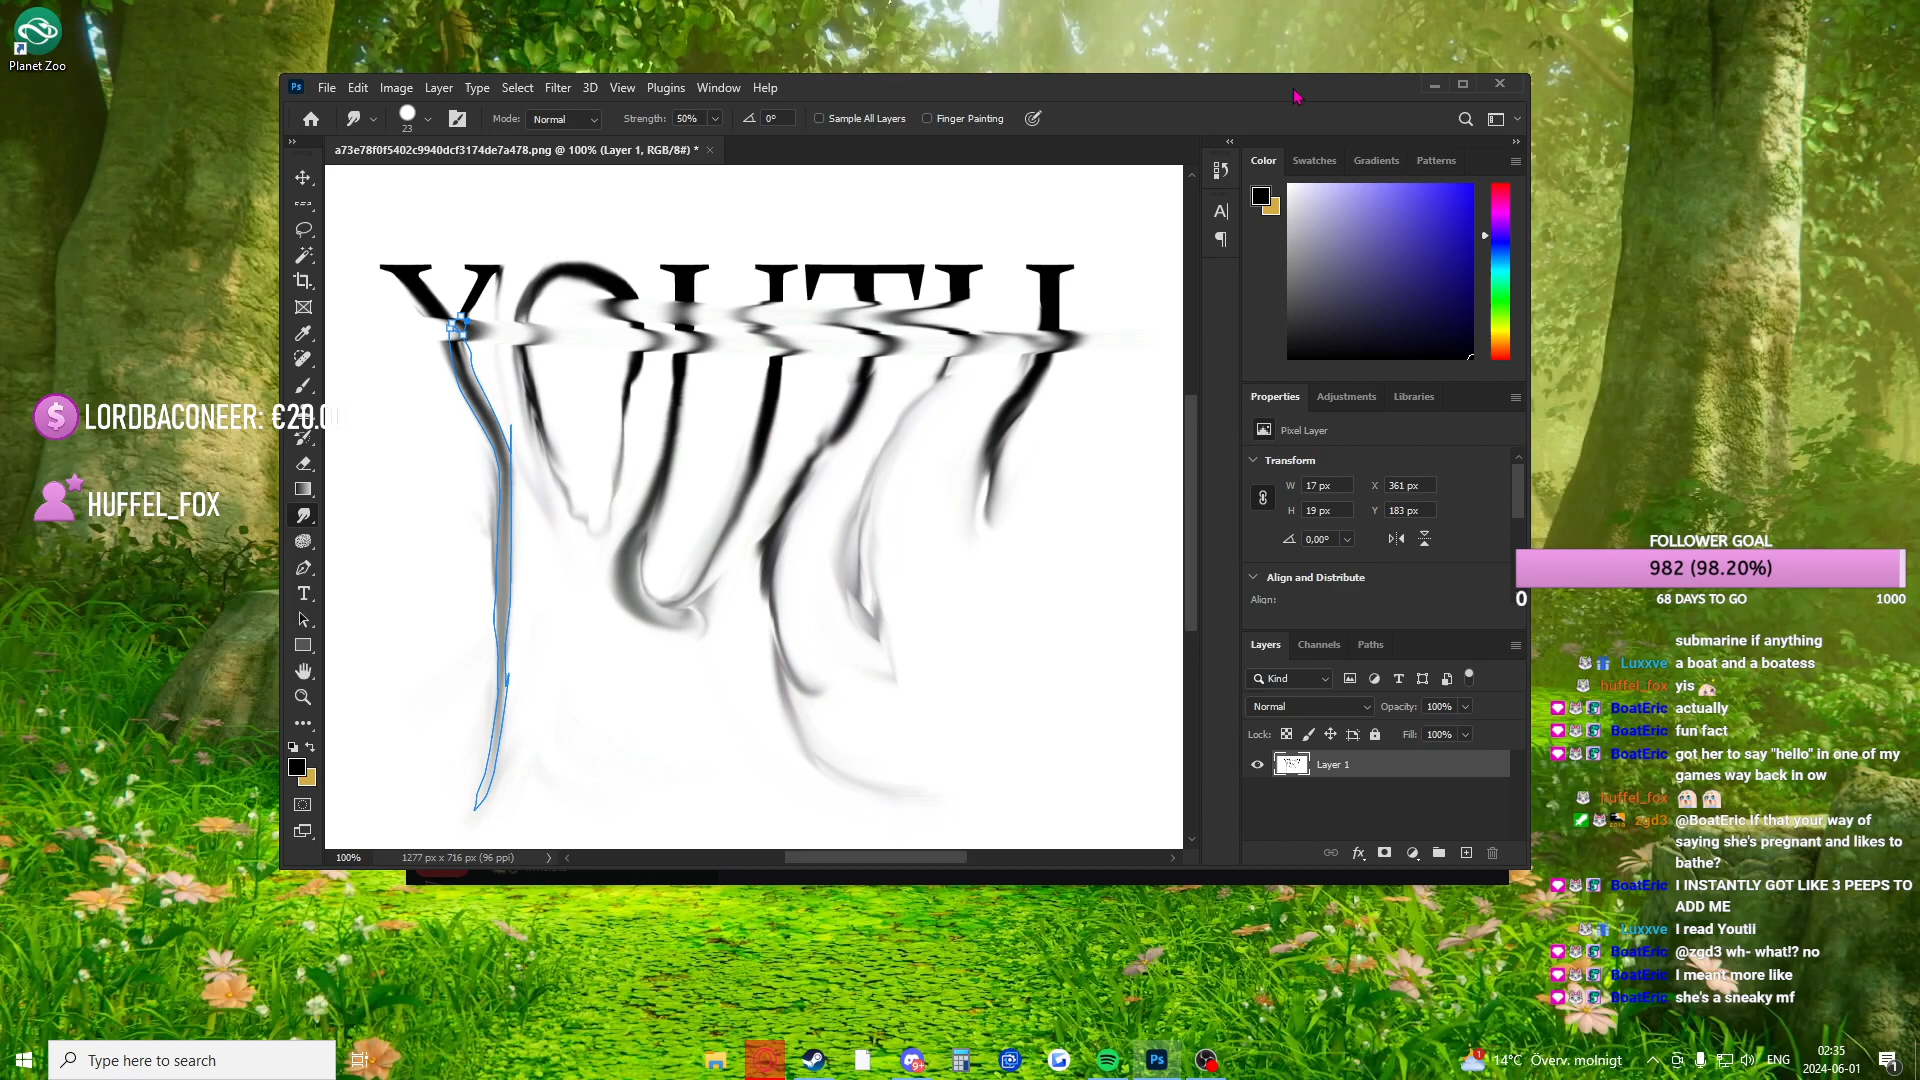 Planet Zoo
Ps File Edit Image Layer Type Select Filter 3D View Plugins Window Help
23 Mode: Normal Strength: 50% 0° Sample All Layers Finger Painting
a73e78f0f5402c9940dcf3174de7a478.png @ 100% (Layer 1, RGB/8#) *
Color Swatches Gradients Patterns
YOUTH
Properties Adjustments Libraries
Pixel Layer
Transform
W 17 px X 361 px
H 19 px Y 183 px
0,00°
Align and Distribute
Align:
Layers Channels Paths
Kind
Normal Opacity: 100%
Lock: Fill: 100%
Layer 1
100% 1277 px x 716 px (96 ppi)
LORDBACONEER: €20.00
HUFFEL_FOX
FOLLOWER GOAL
982 (98.20%)
0 68 DAYS TO GO 1000
submarine if anything
Luxxve a boat and a boatess
huffel_fox yis
BoatEric actually
BoatEric fun fact
BoatEric got her to say "hello" in one of my
games way back in ow
huffel_fox
zgd3 @BoatEric If that your way of
saying she's pregnant and likes to
bathe?
BoatEric I INSTANTLY GOT LIKE 3 PEEPS TO
ADD ME
Luxxve I read Youtii
BoatEric @zgd3 wh- what!? no
BoatEric I meant more like
BoatEric she's a sneaky mf
Type here to search
14°C Överv. molnigt ENG 02:35
2024-06-01